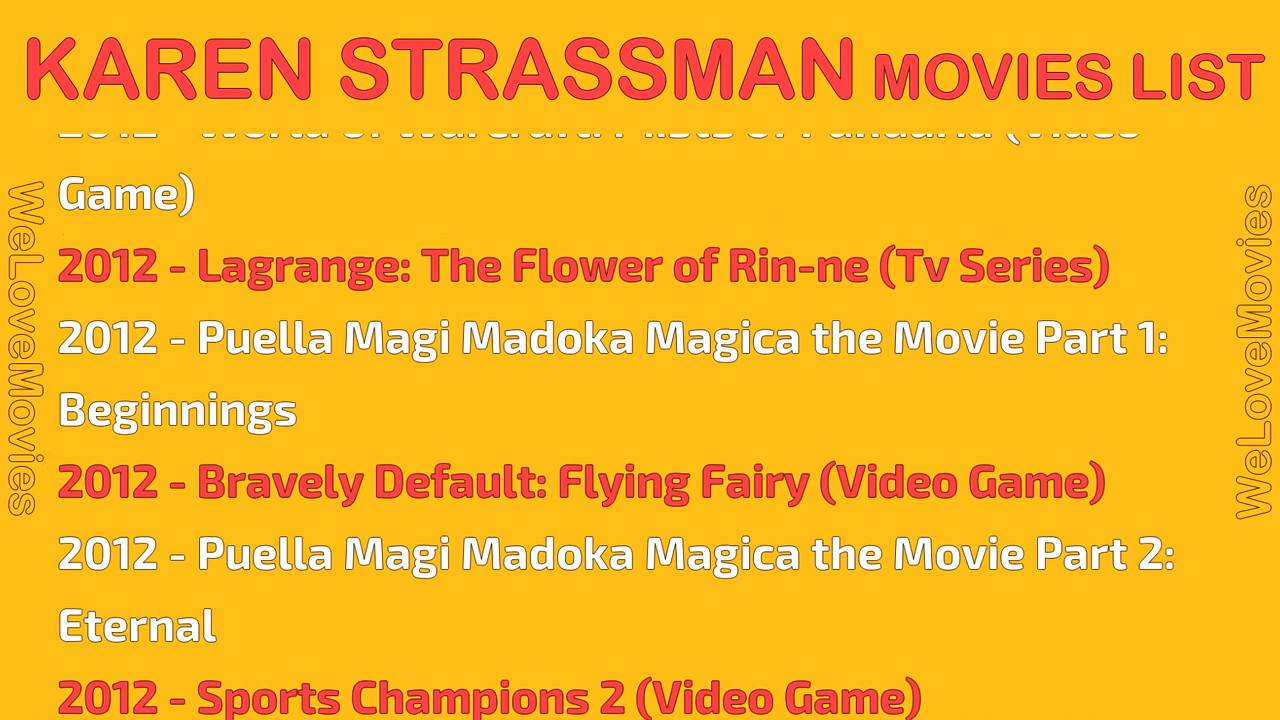 KAREN STRASSMAN MOVIES LIST
Game)
2012 - Lagrange: The Flower of Rin-ne (Tv Series)
2012 - Puella Magi Madoka Magica the Movie Part 1:
Beginnings
2012 - Bravely Default: Flying Fairy (Video Game)
2012 - Puella Magi Madoka Magica the Movie Part 2:
Eternal
2012 - Sports Champions 2 (Video Game)
WeLoveMovies
WeLoveMovies